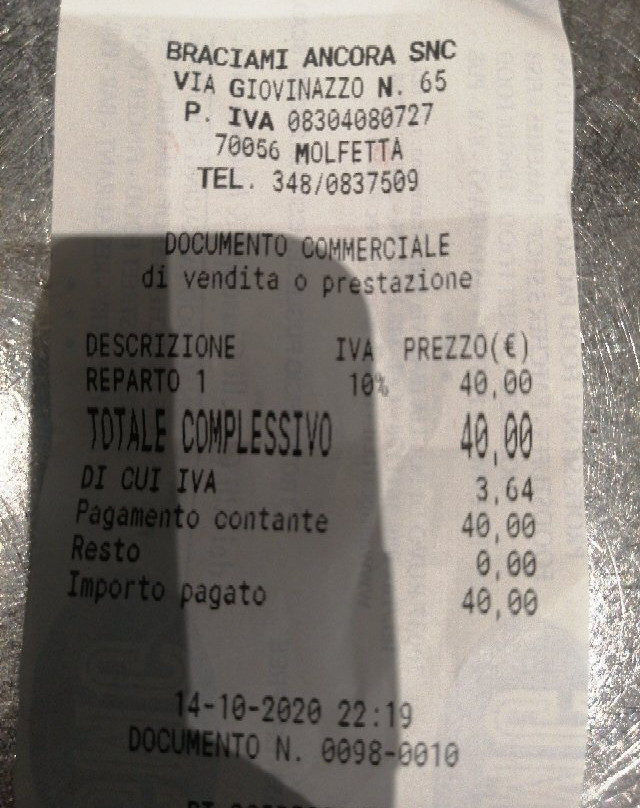 BRACIAMI ANCORA SNC
VIA GIOVINAZZO N. 65
P. IVA 08304080727
70056 MOLFETTA
TEL. 348/0837509
DOCUMENTO COMMERCIALE
di vendita o prestazione
DESCRIZIONE IVA PREZZO(€)
REPARTO 1 10% 40,00
TOTALE COMPLESSIVO 40,00
DI CUI IVA 3,64
Pagamento contante 40,00
Resto 0,00
Importo pagato 40,00
14-10-2020 22:19
DOCUMENTO N. 0098-0010